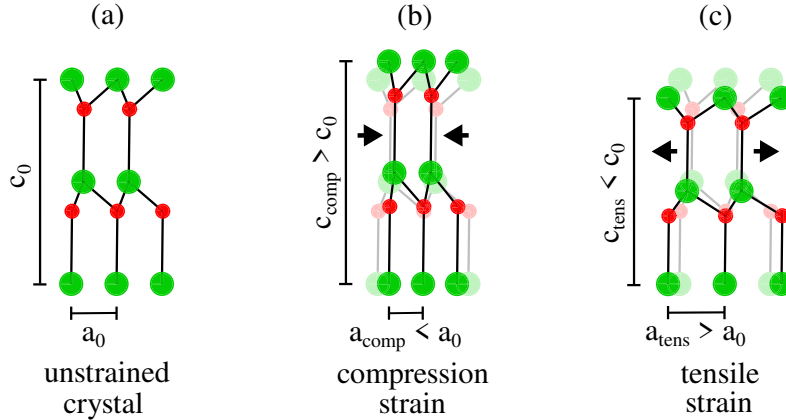 (a)
(b)
(c)
c0
ccomp > c0
ctens < c0
a0
acomp < a0
atens > a0
unstrained
crystal
compression
strain
tensile
strain